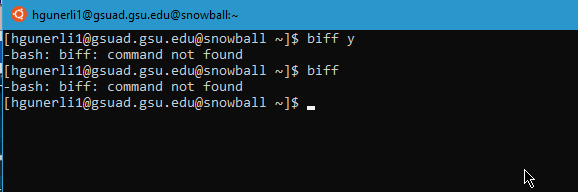 hgunerli1@gsuad.gsu.edu@snowball:~
[hgunerli1@gsuad.gsu.edu@snowball ~]$ biff y
-bash: biff: command not found
[hgunerli1@gsuad.gsu.edu@snowball ~]$ biff
-bash: biff: command not found
[hgunerli1@gsuad.gsu.edu@snowball ~]$